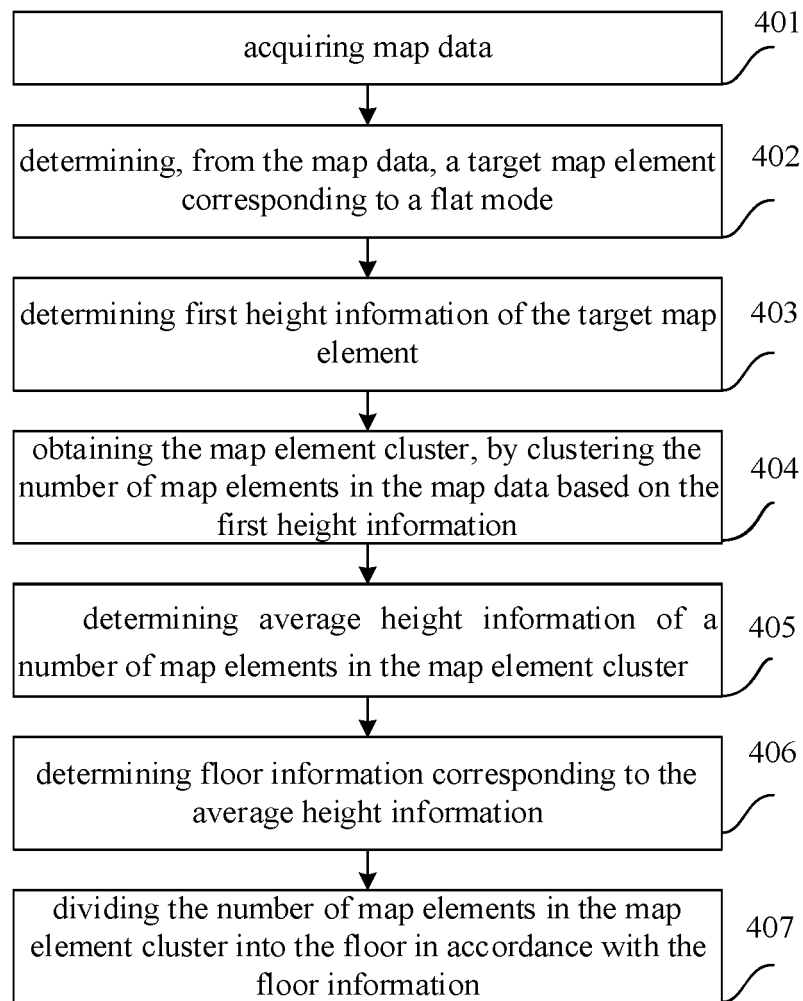 acquiring map data
401
determining, from the map data, a target map element
corresponding to a flat mode
402
determining first height information of the target map
element
403
obtaining the map element cluster, by clustering the
number of map elements in the map data based on the
first height information
404
determining average height information of a
number of map elements in the map element cluster
405
determining floor information corresponding to the
average height information
406
dividing the number of map elements in the map
element cluster into the floor in accordance with the
floor information
407